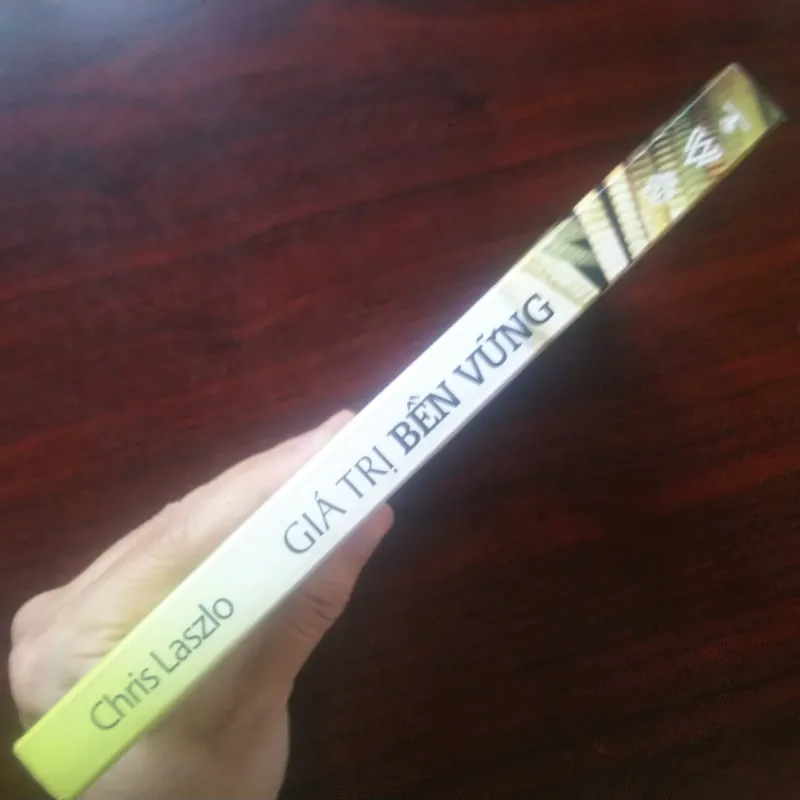 Chris Laszlo
GIÁ TRỊ BỀN VỮNG